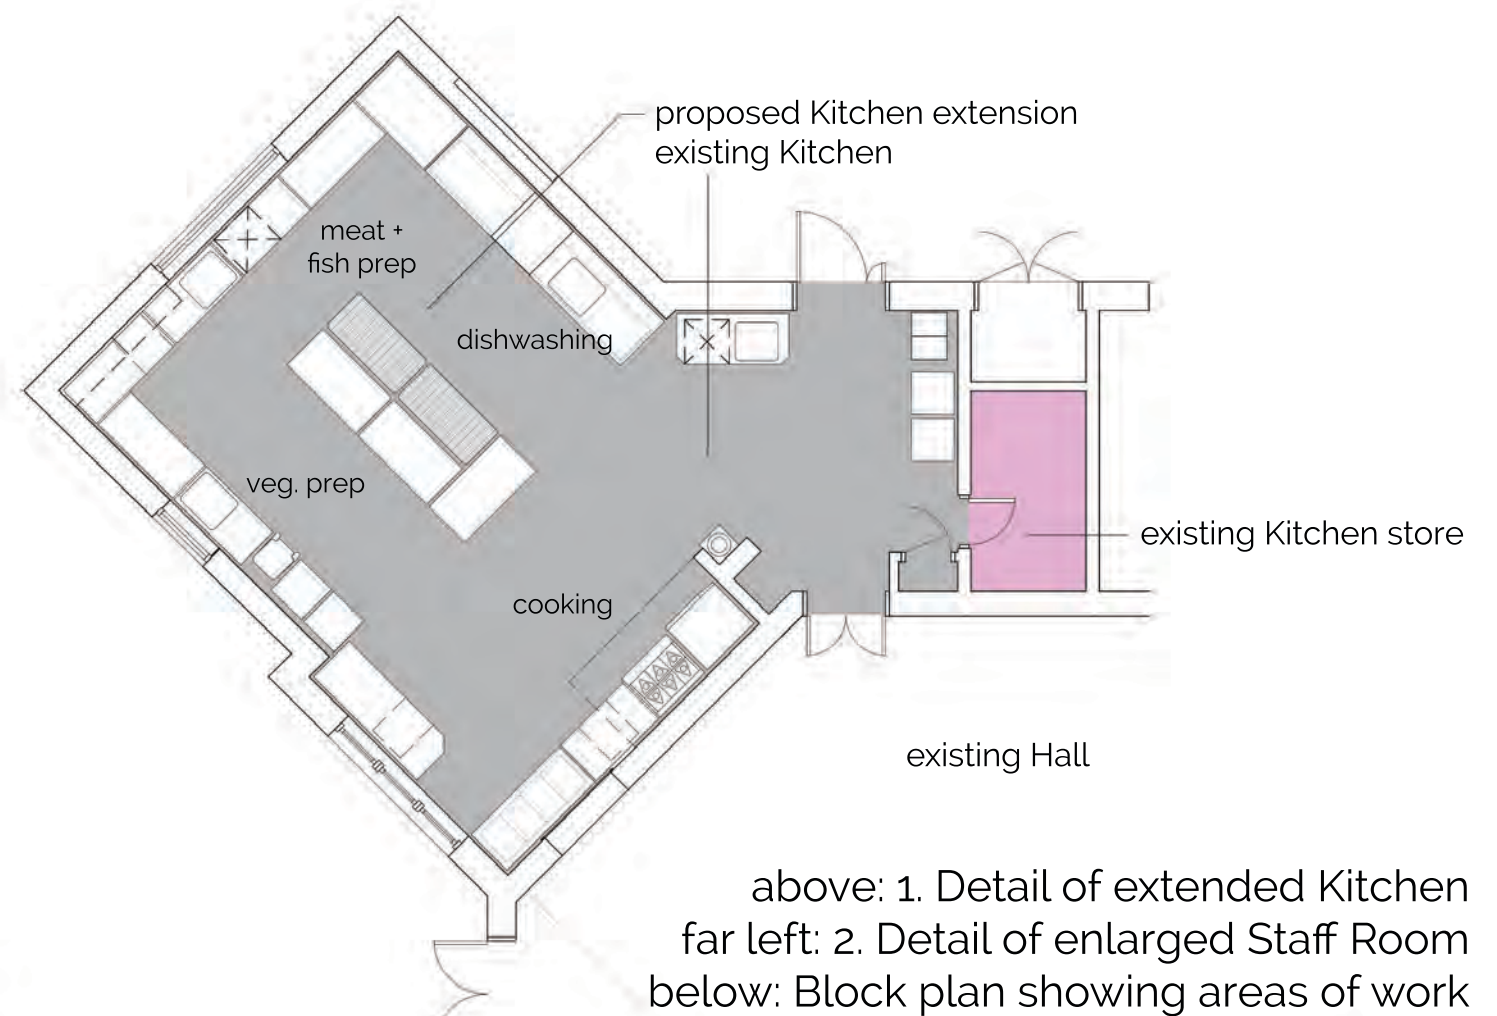 proposed Kitchen extension
existing Kitchen
meat +
fish prep
dishwashing
veg. prep
existing Kitchen store
cooking
existing Hall
above: 1. Detail of extended Kitchen
far left: 2. Detail of enlarged Staff Room
below: Block plan showing areas of work